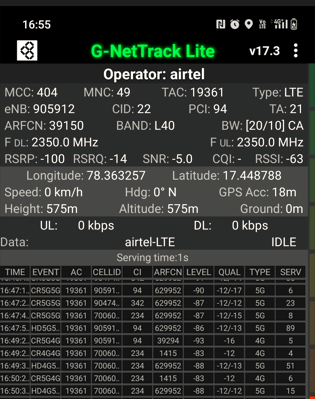 16:55
G-NetTrack Lite v17.3
Operator: airtel
MCC: 404 MNC: 49 TAC: 19361 Type: LTE
eNB: 905912 CID: 22 PCI: 94 TA: 21
ARFCN: 39150 BAND: L40 BW: [20/10] CA
F DL: 2350.0 MHz F UL: 2350.0 MHz
RSRP: -100 RSRQ: -14 SNR: -5.0 CQI: - RSSI: -63
Longitude: 78.363257 Latitude: 17.448788
Speed: 0 km/h Hdg: 0° N GPS Acc: 18m
Height: 575m Altitude: 575m Ground: 0m
UL: 0 kbps DL: 0 kbps
Data: airtel-LTE IDLE
Serving time:1s
TIME EVENT AC CELLID CI ARFCN LEVEL QUAL TYPE SERV
16:47:1.. CR5G5G 19361 90591... 94 629952 -90 -12/-17 5G 6
16:47:2.. CR5G5G 19361 90474.. 342 629952 -87 -12/-12 5G 23
16:47:4.. CR5G5G 19361 70060.. 234 629952 -87 -12/-15 5G 8
16:47:5.. HD5G5.. 19361 90591... 94 629952 -86 -12/-13 5G 89
16:49:2.. CR5G4G 19361 90591... 94 39294 -93 -16 4G 5
16:49:2.. CR4G4G 19361 70060.. 234 1415 -83 -12 4G 4
16:49:3.. HD4G5.. 19361 70060.. 234 629952 -88 -12/-13 5G 51
16:50:2.. CR5G4G 19361 70060.. 234 1415 -83 -12 4G 6
16:50:3.. HD4G5.. 19361 70060.. 234 629952 -88 -12/-12 5G 15